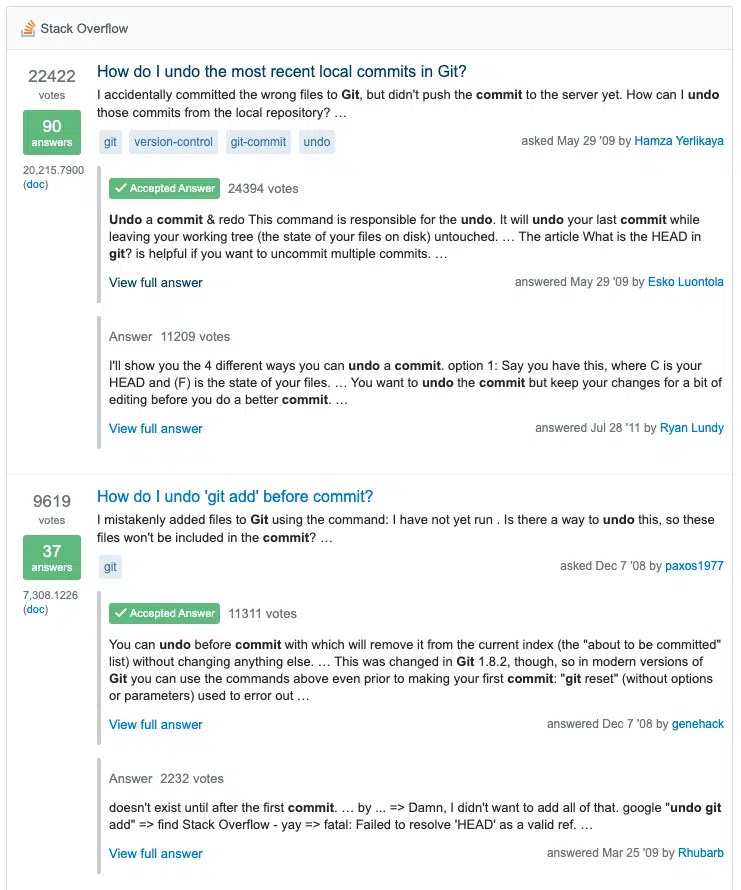 Stack Overflow
22422
votes
90
answers
20,215.7900
(doc)
How do I undo the most recent local commits in Git?
I accidentally committed the wrong files to Git, but didn't push the commit to the server yet. How can I undo
those commits from the local repository? …
git version-control git-commit undo
asked May 29 '09 by Hamza Yerlikaya
Accepted Answer 24394 votes
Undo a commit & redo This command is responsible for the undo. It will undo your last commit while
leaving your working tree (the state of your files on disk) untouched. … The article What is the HEAD in
git? is helpful if you want to uncommit multiple commits. …
View full answer
answered May 29 '09 by Esko Luontola
Answer 11209 votes
I'll show you the 4 different ways you can undo a commit. option 1: Say you have this, where C is your
HEAD and (F) is the state of your files. … You want to undo the commit but keep your changes for a bit of
editing before you do a better commit. …
View full answer
answered Jul 28 '11 by Ryan Lundy
9619
votes
37
answers
7,308.1226
(doc)
How do I undo 'git add' before commit?
I mistakenly added files to Git using the command: I have not yet run . Is there a way to undo this, so these
files won't be included in the commit? …
git
asked Dec 7 '08 by paxos1977
Accepted Answer 11311 votes
You can undo before commit with which will remove it from the current index (the "about to be committed"
list) without changing anything else. … This was changed in Git 1.8.2, though, so in modern versions of
Git you can use the commands above even prior to making your first commit: "git reset" (without options
or parameters) used to error out …
View full answer
answered Dec 7 '08 by genehack
Answer 2232 votes
doesn't exist until after the first commit. … by ... => Damn, I didn't want to add all of that. google "undo git
add" => find Stack Overflow - yay => fatal: Failed to resolve 'HEAD' as a valid ref. …
View full answer
answered Mar 25 '09 by Rhubarb